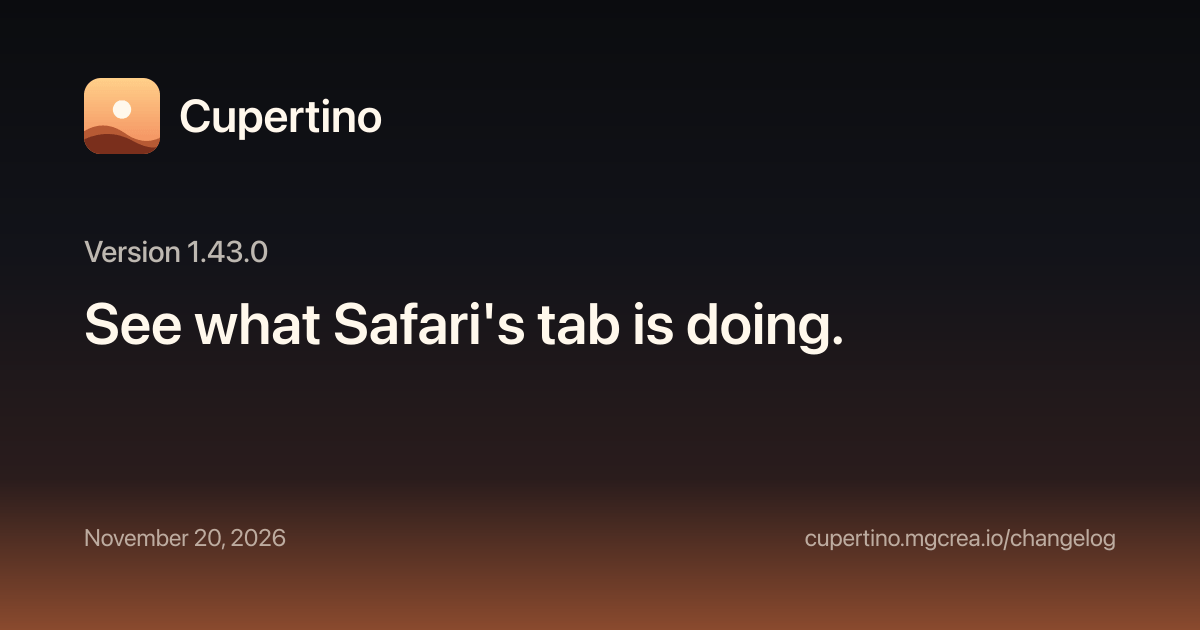 Cupertino
Version 1.43.0
See what Safari's tab is doing.
November 20, 2026
cupertino.mgcrea.io/changelog